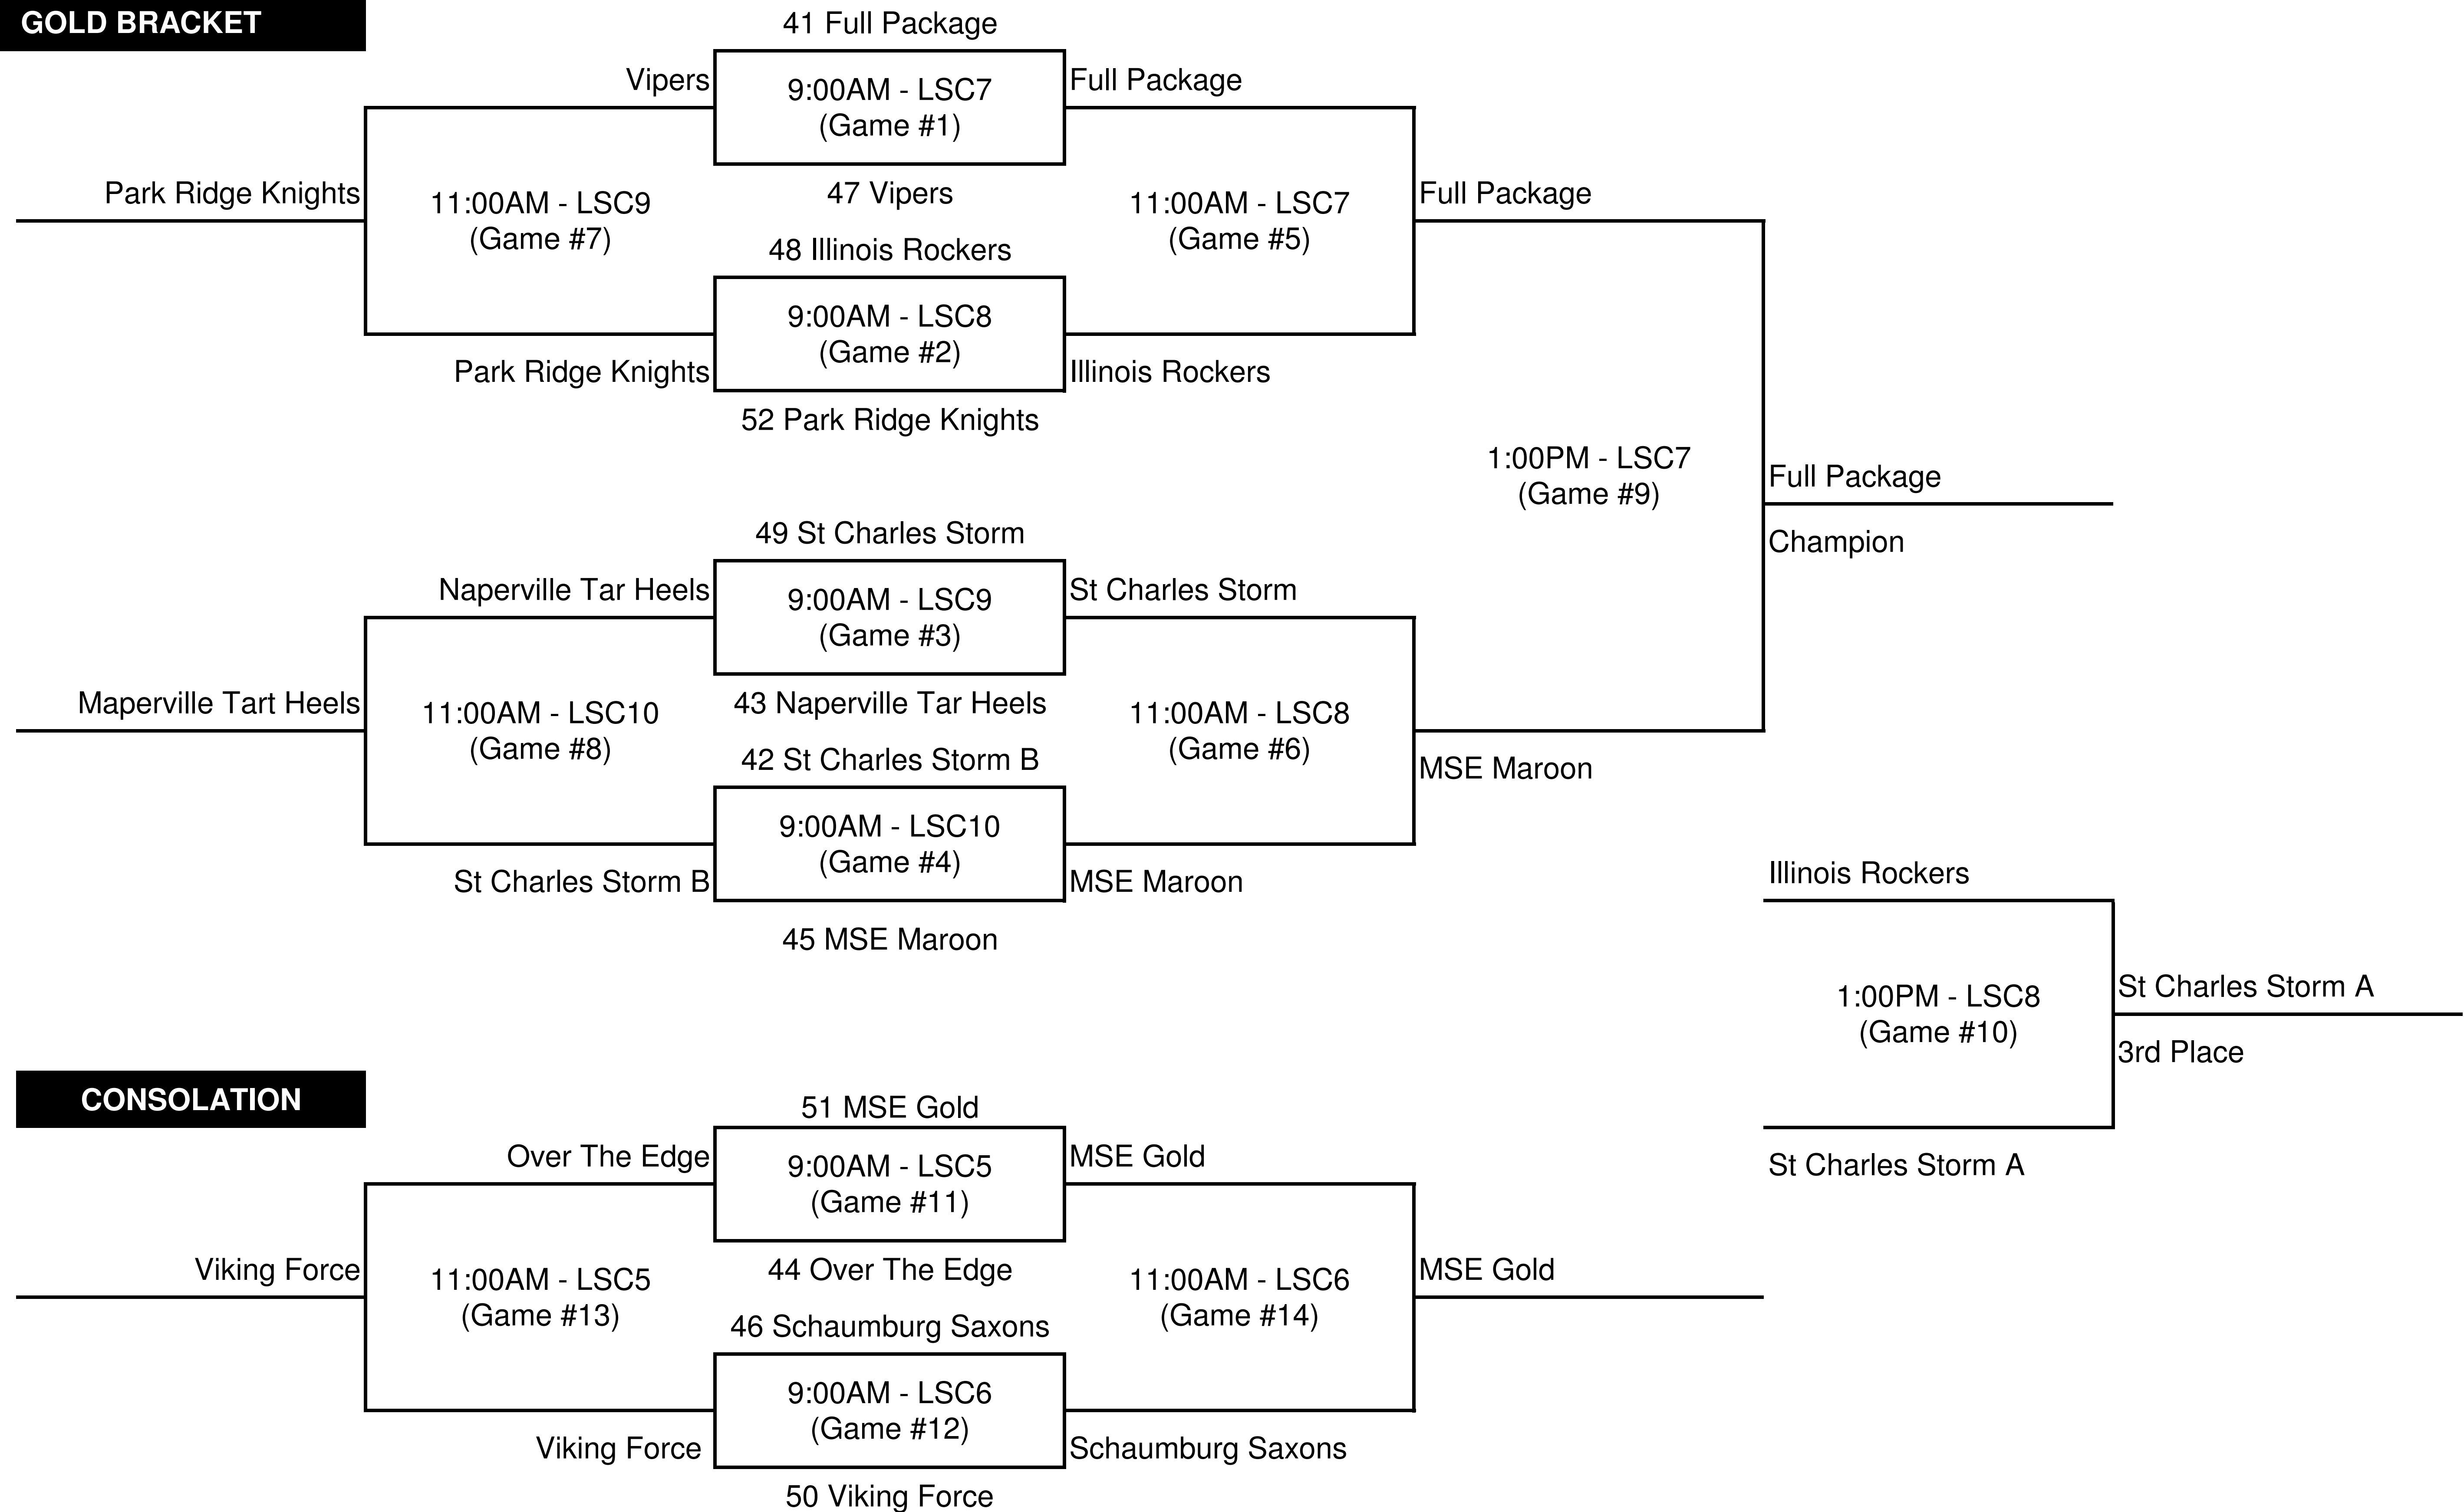 GOLD BRACKET
41 Full Package
Vipers
9:00AM - LSC7
(Game #1)
Full Package
47 Vipers
Park Ridge Knights
11:00AM - LSC9
(Game #7)
11:00AM - LSC7
(Game #5)
Full Package
48 Illinois Rockers
9:00AM - LSC8
(Game #2)
Park Ridge Knights
Illinois Rockers
52 Park Ridge Knights
1:00PM - LSC7
(Game #9)
Full Package
Champion
49 St Charles Storm
Naperville Tar Heels
9:00AM - LSC9
(Game #3)
St Charles Storm
43 Naperville Tar Heels
Maperville Tart Heels
11:00AM - LSC10
(Game #8)
11:00AM - LSC8
(Game #6)
MSE Maroon
42 St Charles Storm B
9:00AM - LSC10
(Game #4)
St Charles Storm B
MSE Maroon
45 MSE Maroon
Illinois Rockers
1:00PM - LSC8
(Game #10)
St Charles Storm A
3rd Place
St Charles Storm A
CONSOLATION
51 MSE Gold
Over The Edge
9:00AM - LSC5
(Game #11)
MSE Gold
44 Over The Edge
Viking Force
11:00AM - LSC5
(Game #13)
11:00AM - LSC6
(Game #14)
MSE Gold
46 Schaumburg Saxons
9:00AM - LSC6
(Game #12)
Viking Force
Schaumburg Saxons
50 Viking Force